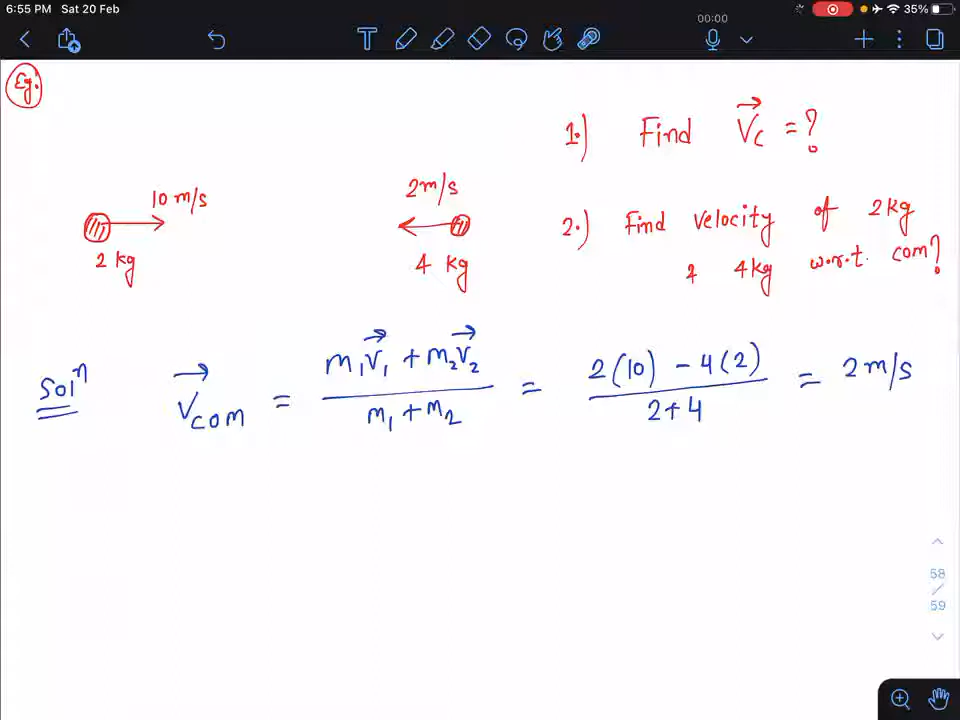 6:55 PM Sat 20 Feb
00:00
35%
Eg:
1.) Find V⃗c = ?
10 m/s
2 kg
2m/s
4 kg
2.) Find velocity of 2kg
& 4kg w.r.t. com?
Solⁿ V⃗com = (m₁V⃗₁ + m₂V⃗₂) / (m₁ + m₂) = (2(10) - 4(2)) / (2+4) = 2m/s
58
/
59